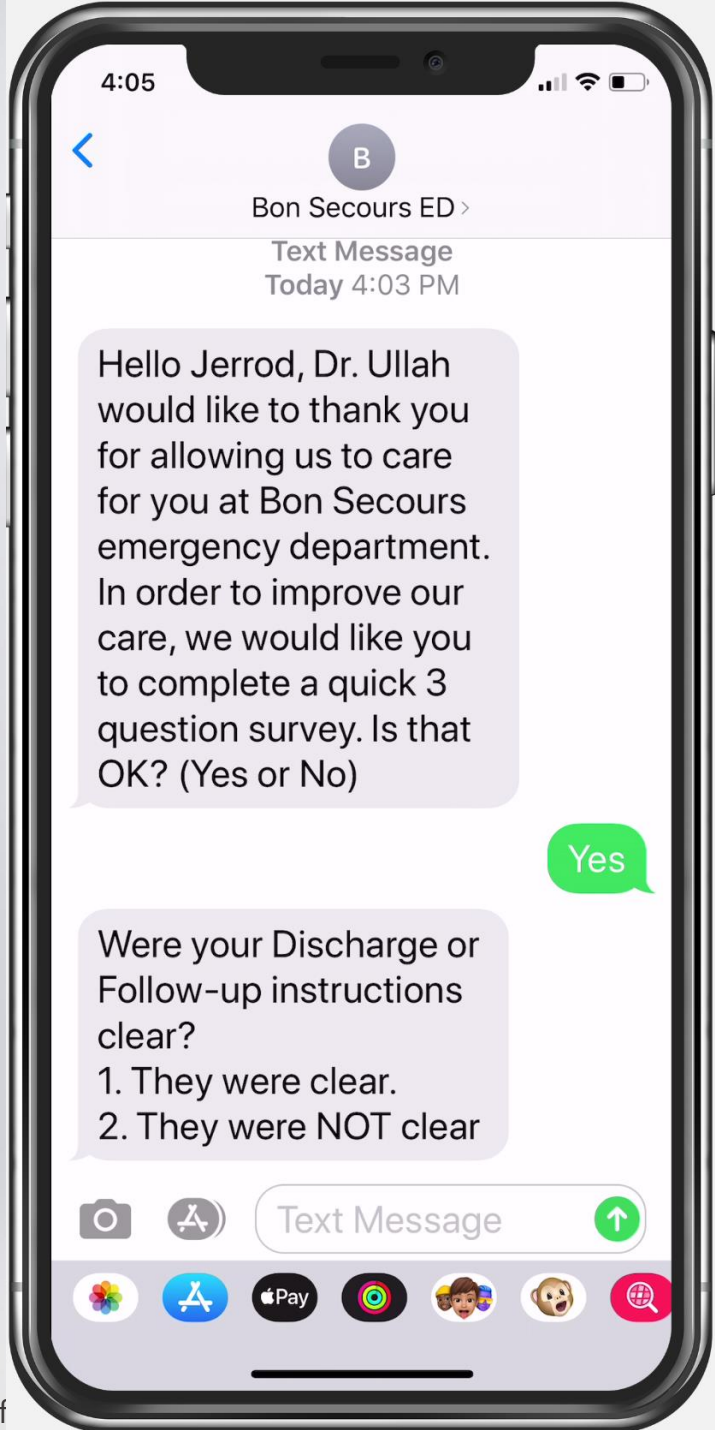 4:05
B
Bon Secours ED
Text Message
Today 4:03 PM
Hello Jerrod, Dr. Ullah
would like to thank you
for allowing us to care
for you at Bon Secours
emergency department.
In order to improve our
care, we would like you
to complete a quick 3
question survey. Is that
OK? (Yes or No)
Yes
Were your Discharge or
Follow-up instructions
clear?
1. They were clear.
2. They were NOT clear
Text Message
Pay
f